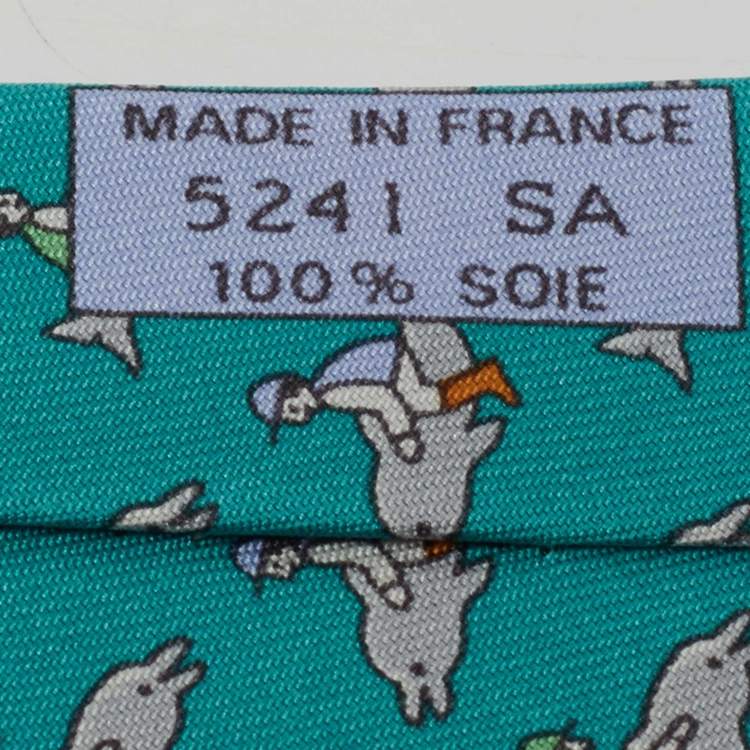 MADE IN FRANCE
5241 SA
100% SOIE